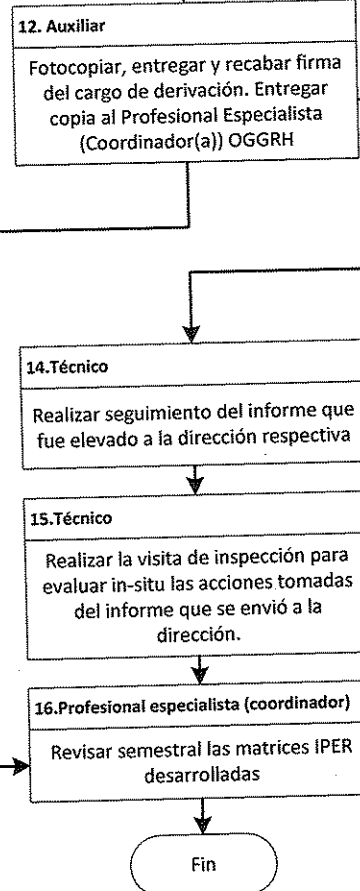 12. Auxiliar
Fotocopiar, entregar y recabar firma
del cargo de derivación. Entregar
copia al Profesional Especialista
(Coordinador(a)) OGGRH
14.Técnico
Realizar seguimiento del informe que
fue elevado a la dirección respectiva
15.Técnico
Realizar la visita de inspección para
evaluar in-situ las acciones tomadas
del informe que se envió a la
dirección.
16.Profesional especialista (coordinador)
Revisar semestral las matrices IPER
desarrolladas
Fin